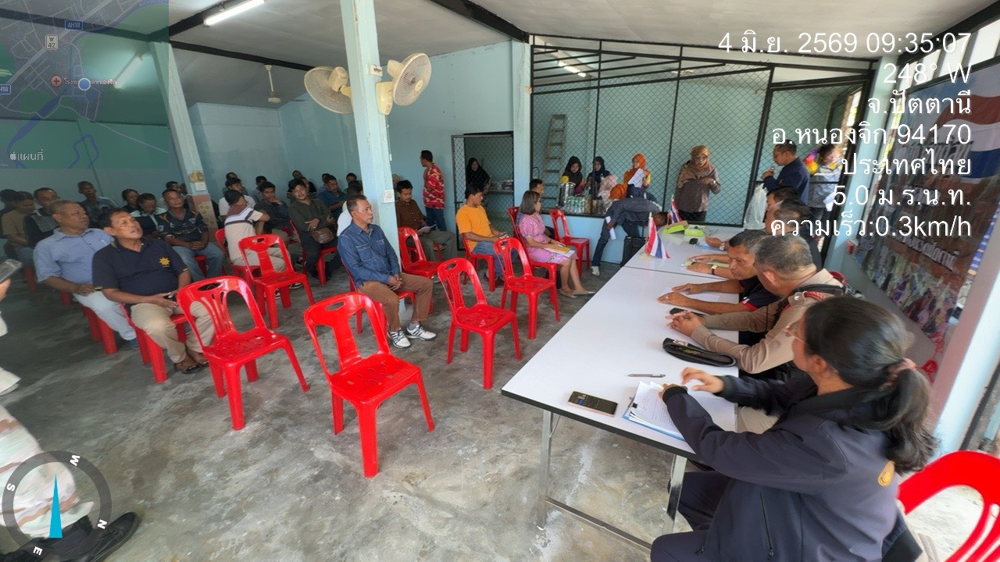 AH18
42
H18
แผนที่
4 มิ.ย. 2569 09:35:07
248° W
จ.ปัตตานี
อ.หนองจิก 94170
ประเทศไทย
5.0 ม.ร.น.ท.
ความเร็ว:0.3km/h
W
S
N
E